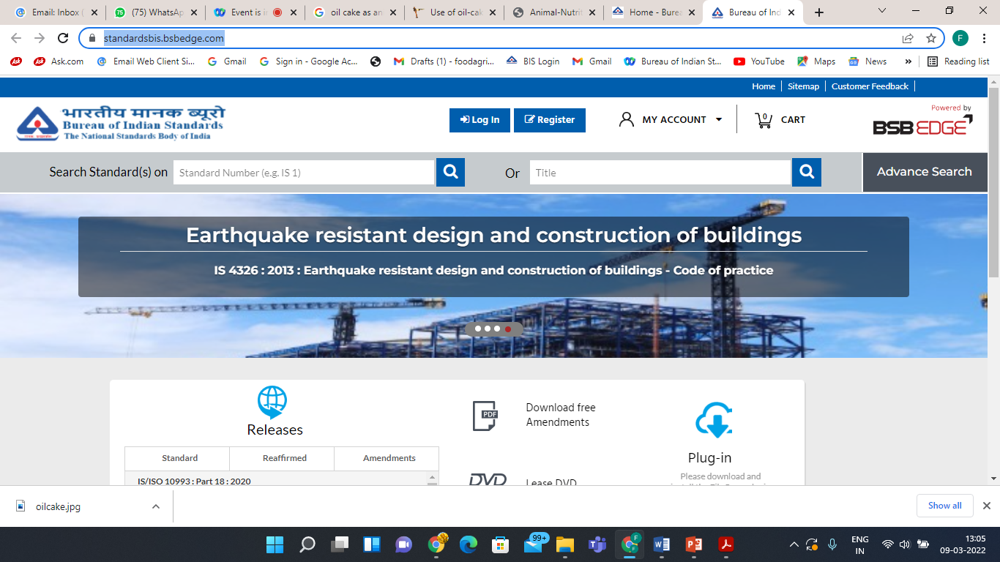 Email: Inbox (
(75) WhatsAp
Event is i
oil cake as an
Use of oil-cak
Animal-Nutri
Home - Burea
Bureau of Ind
standardsbis.bsbedge.com
F
Ask Ask.com
Email Web Client Si...
Gmail
Sign in - Google Ac...
Drafts (1) - foodagri...
BIS Login
Gmail
Bureau of Indian St...
YouTube
Maps
News
»
Reading list
Home
Sitemap
Customer Feedback
भारतीय मानक ब्यूरो
Bureau of Indian Standards
The National Standards Body of India
Log In
Register
MY ACCOUNT
0
CART
Powered by
BSB EDGE
Search Standard(s) on
Standard Number (e.g. IS 1)
Or
Title
Advance Search
Earthquake resistant design and construction of buildings
IS 4326 : 2013 : Earthquake resistant design and construction of buildings - Code of practice
Releases
Standard
Reaffirmed
Amendments
IS/ISO 10993 : Part 18 : 2020
PDF
Download free
Amendments
DVD
Lease DVD
Plug-in
Please download and
oilcake.jpg
Show all
99+
F
ENG
IN
13:05
09-03-2022